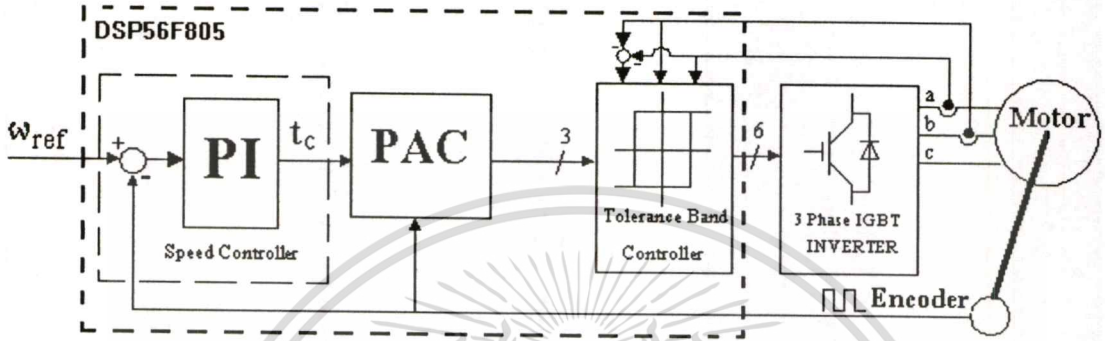 DSP56F805
ω_ref
+
-
PI
t_c
Speed Controller
PAC
3
-
-
Tolerance Band
Controller
6
3 Phase IGBT
INVERTER
a
b
c
Motor
Encoder